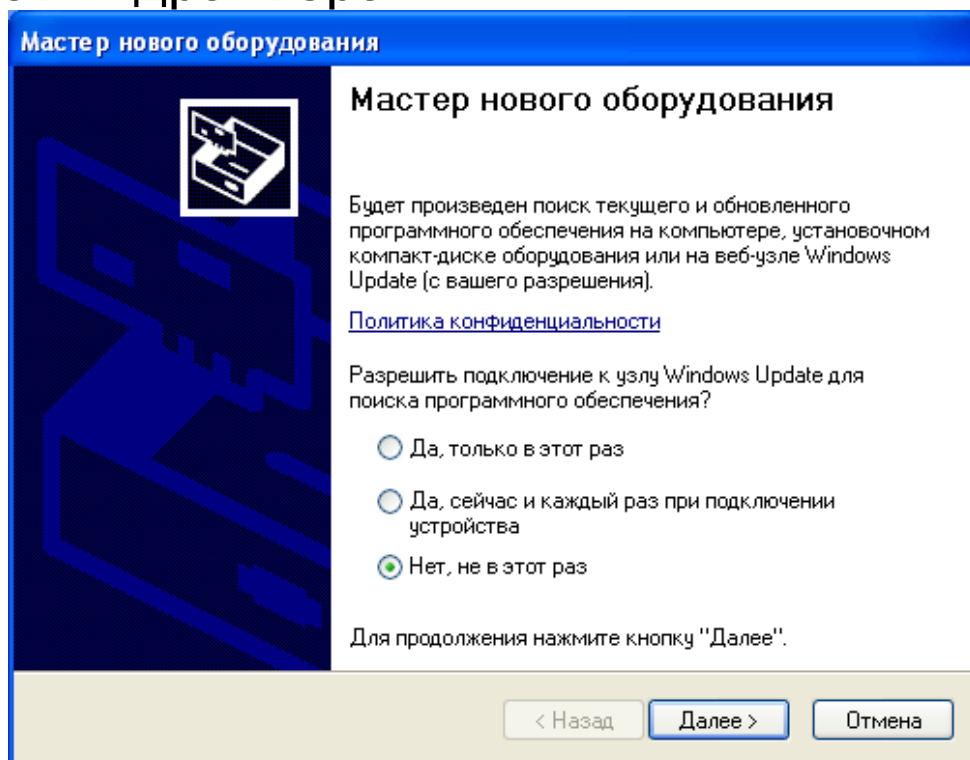 Мастер нового оборудования
Мастер нового оборудования
Будет произведен поиск текущего и обновленного
программного обеспечения на компьютере, установочном
компакт-диске оборудования или на веб-узле Windows
Update (с вашего разрешения).
Политика конфиденциальности
Разрешить подключение к узлу Windows Update для
поиска программного обеспечения?
Да, только в этот раз
Да, сейчас и каждый раз при подключении
устройства
Нет, не в этот раз
Для продолжения нажмите кнопку "Далее".
< Назад
Далее >
Отмена